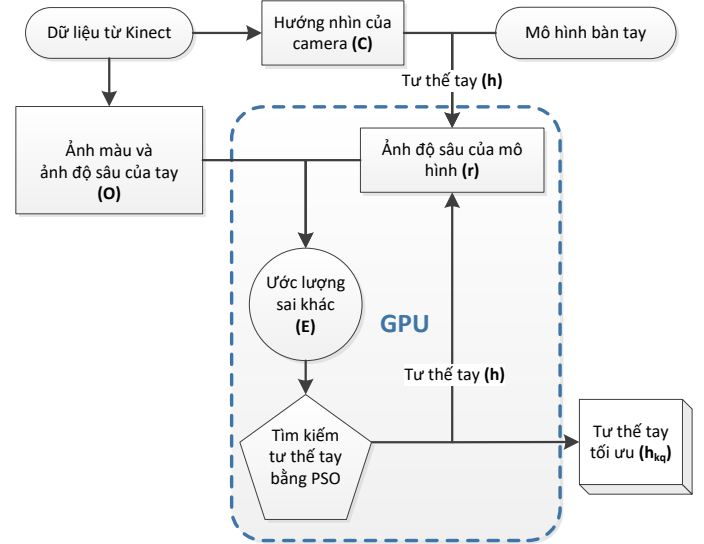 Dữ liệu từ Kinect
Hướng nhìn của
camera (C)
Mô hình bàn tay
Tư thế tay (h)
Ảnh màu và
ảnh độ sâu của tay
(O)
Ảnh độ sâu của mô
hình (r)
Ước lượng
sai khác
(E)
GPU
Tư thế tay (h)
Tìm kiếm
tư thế tay
bằng PSO
Tư thế tay
tối ưu (hkq)